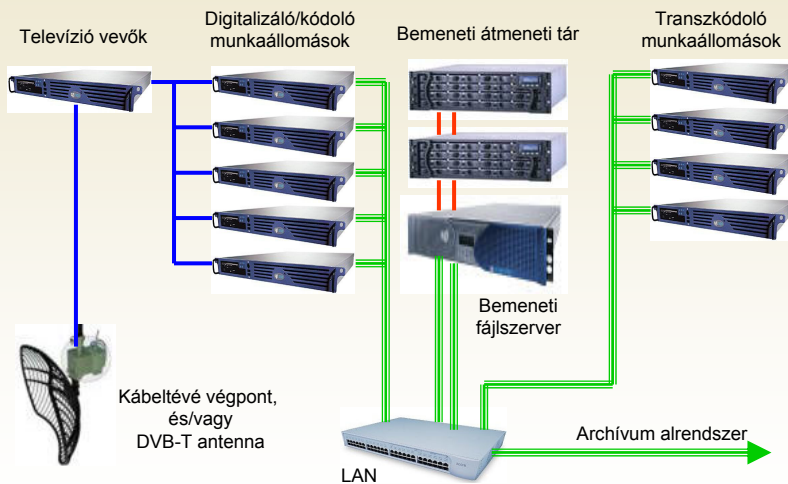 Televízió vevők
Digitalizáló/kódoló
munkaállomások
Bemeneti átmeneti tár
Transzkódoló
munkaállomások
Bemeneti
fájlszerver
Kábeltévé végpont,
és/vagy
DVB-T antenna
LAN
Archívum alrendszer